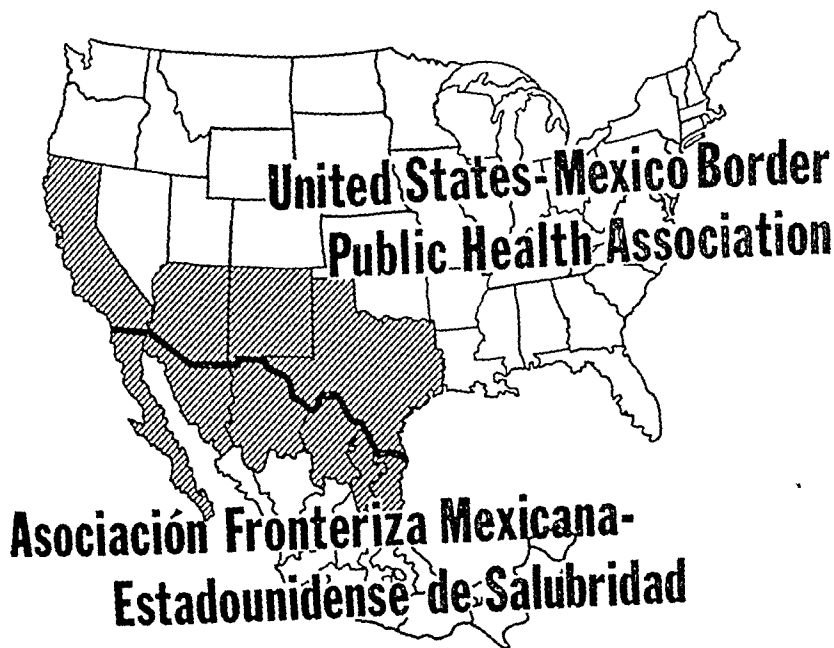 United States-Mexico Border
Public Health Association
Asociación Fronteriza Mexicana-
Estadounidense de Salubridad